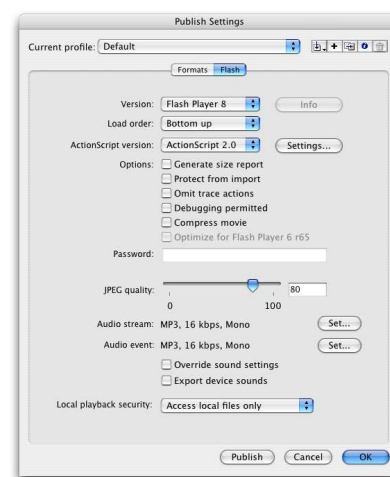 Publish Settings
Current profile: Default
Formats Flash
Version: Flash Player 8 Info
Load order: Bottom up
ActionScript version: ActionScript 2.0 Settings...
Options: Generate size report
Protect from import
Omit trace actions
Debugging permitted
Compress movie
Optimize for Flash Player 6 r65
Password:
JPEG quality: 80
0 100
Audio stream: MP3, 16 kbps, Mono Set...
Audio event: MP3, 16 kbps, Mono Set...
Override sound settings
Export device sounds
Local playback security: Access local files only
Publish Cancel OK